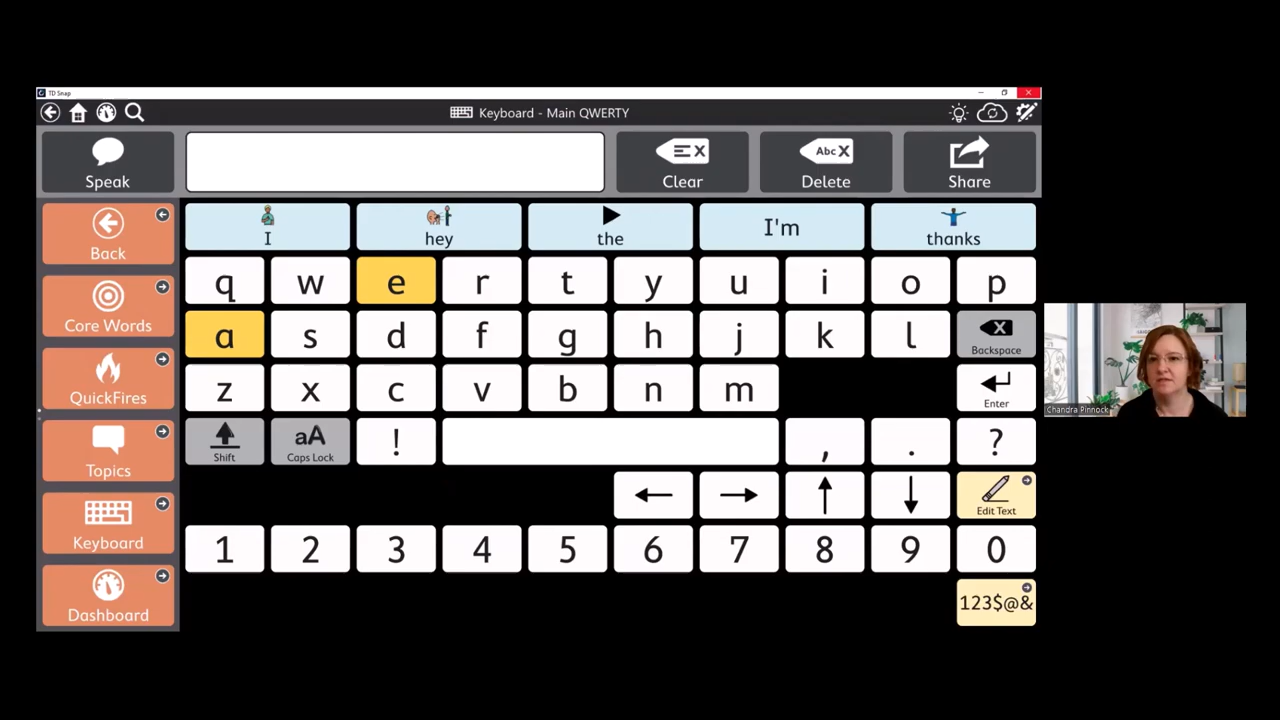 TD Snap
Keyboard - Main QWERTY
Speak
Clear
Abc X
Delete
Share
Back
I
hey
the
I'm
thanks
q w e r t y u i o p
Core Words
a s d f g h j k l Backspace
QuickFires
z x c v b n m Enter
Topics
Shift aA Caps Lock ! , . ?
Keyboard
Edit Text
1 2 3 4 5 6 7 8 9 0
Dashboard
123$@&
Chandra Pinnock